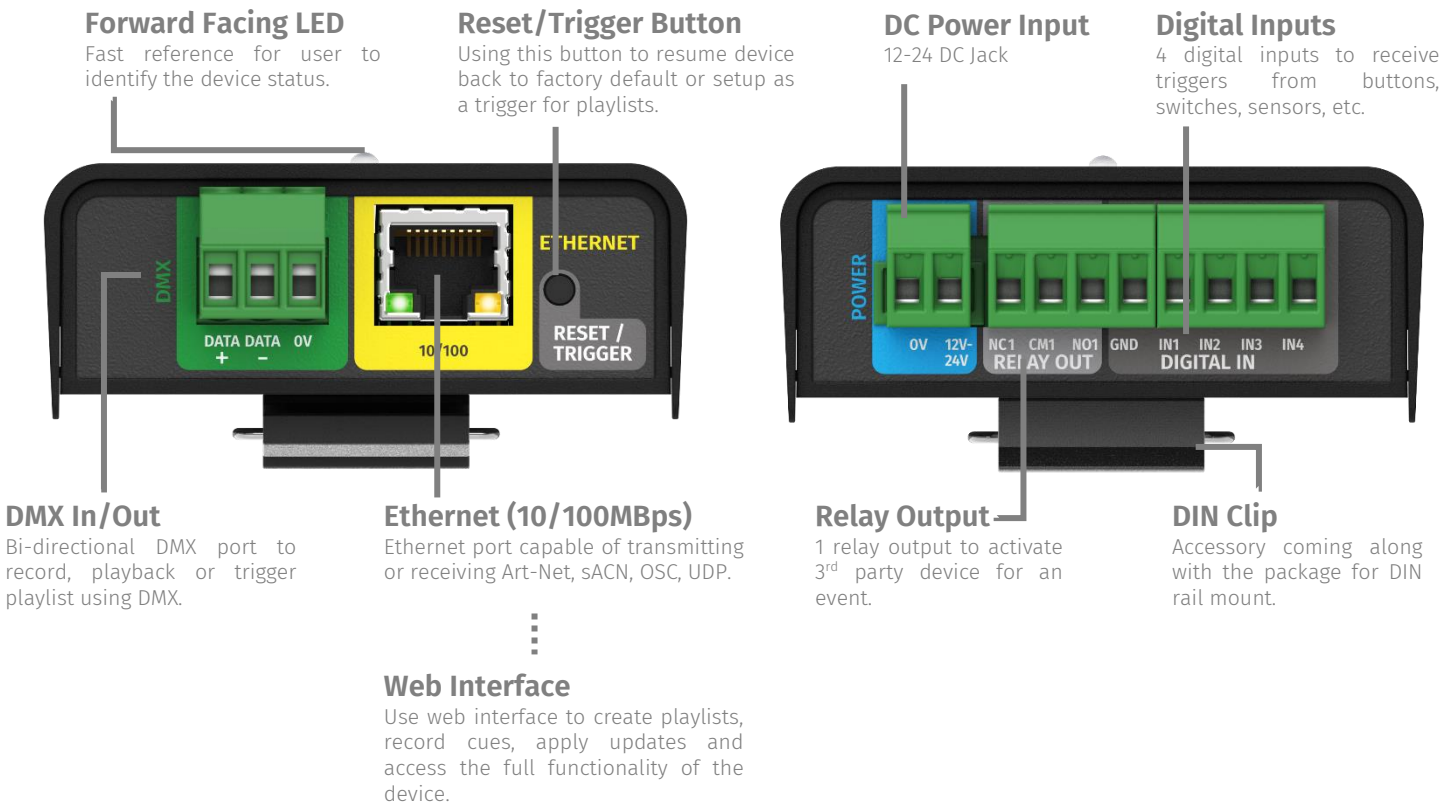 Forward Facing LED
Fast reference for user to
identify the device status.
Reset/Trigger Button
Using this button to resume device
back to factory default or setup as
a trigger for playlists.
DC Power Input
12-24 DC Jack
Digital Inputs
4 digital inputs to receive
triggers from buttons,
switches, sensors, etc.
DMX
DATA DATA 0V
+ −
ETHERNET
10/100
RESET /
TRIGGER
POWER
0V 12V-
24V
NC1 CM1 NO1 GND IN1 IN2 IN3 IN4
RELAY OUT DIGITAL IN
DMX In/Out
Bi-directional DMX port to
record, playback or trigger
playlist using DMX.
Ethernet (10/100MBps)
Ethernet port capable of transmitting
or receiving Art-Net, sACN, OSC, UDP.
Relay Output
1 relay output to activate
3rd party device for an
event.
DIN Clip
Accessory coming along
with the package for DIN
rail mount.
Web Interface
Use web interface to create playlists,
record cues, apply updates and
access the full functionality of the
device.